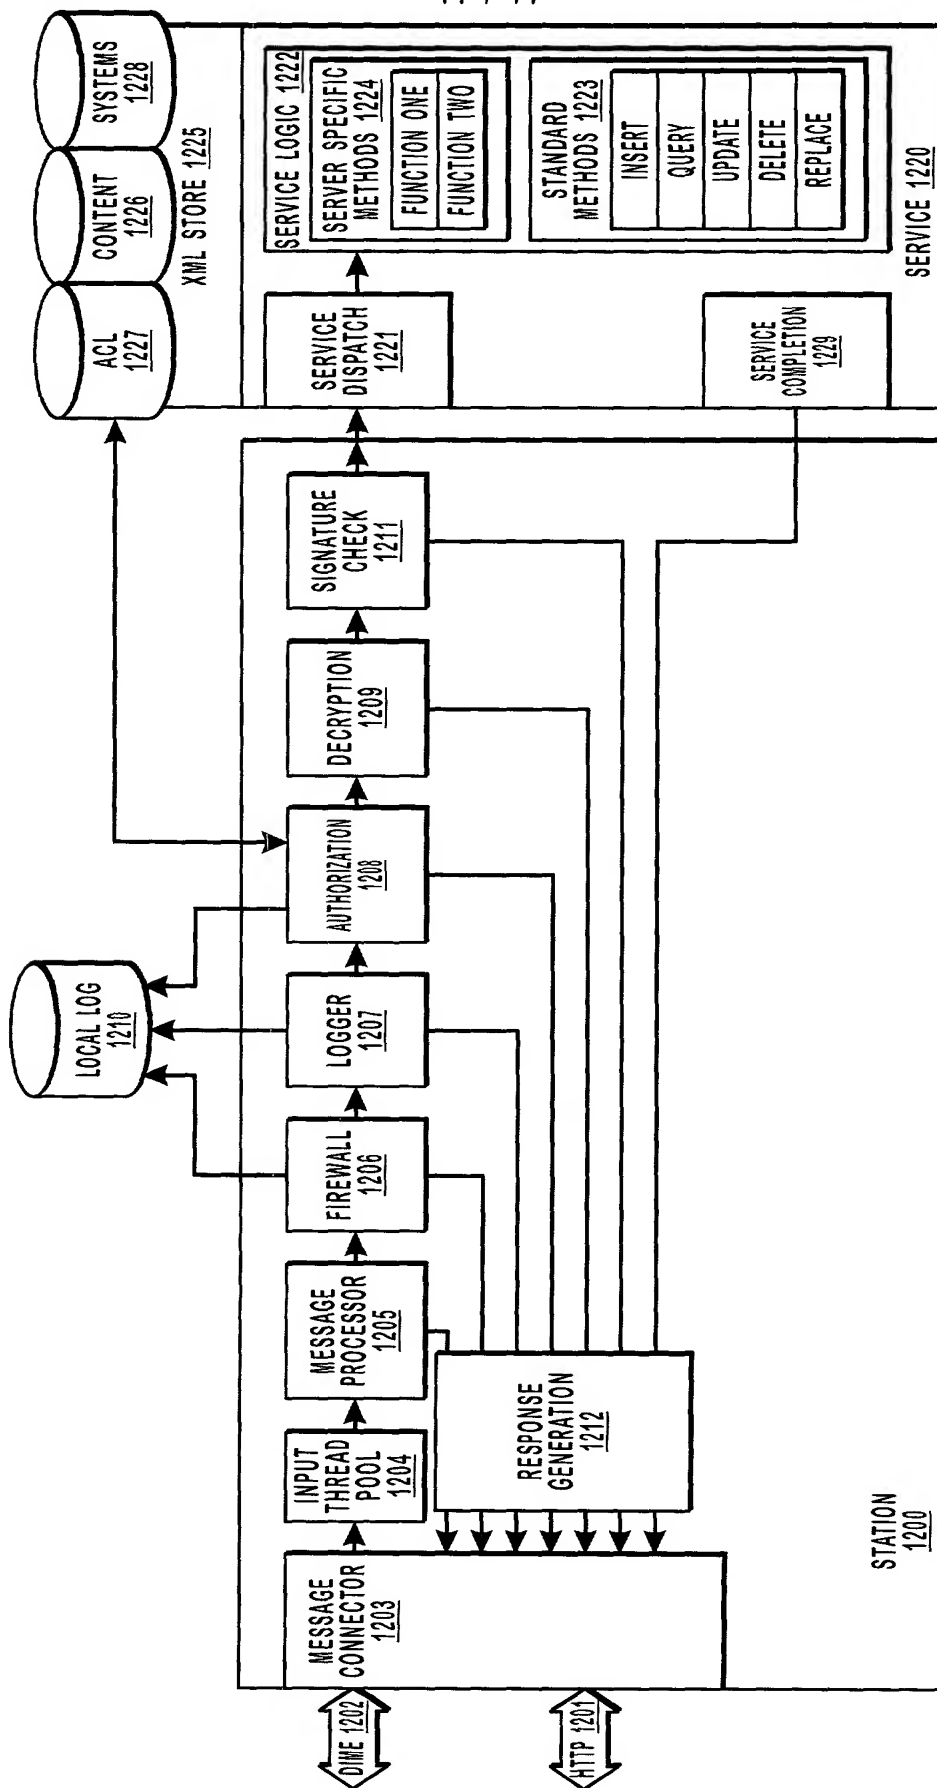 DIME 1202
HTTP 1201
MESSAGE
CONNECTOR
1203
INPUT
THREAD
POOL
1204
MESSAGE
PROCESSOR
1205
FIREWALL
1206
LOGGER
1207
AUTHORIZATION
1208
DECRYPTION
1209
SIGNATURE
CHECK
1211
LOCAL LOG
1210
RESPONSE
GENERATION
1212
STATION
1200
ACL
1227
CONTENT
1226
SYSTEMS
1228
XML STORE 1225
SERVICE
DISPATCH
1221
SERVICE LOGIC 1222
SERVER SPECIFIC
METHODS 1224
FUNCTION ONE
FUNCTION TWO
STANDARD
METHODS 1223
INSERT
QUERY
UPDATE
DELETE
REPLACE
SERVICE
COMPLETION
1229
SERVICE 1220